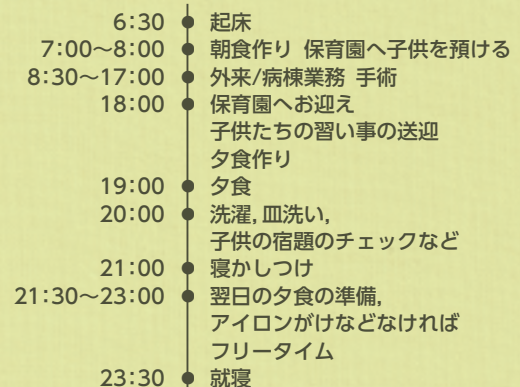 6:30 起床
7:00〜8:00 朝食作り 保育園へ子供を預ける
8:30〜17:00 外来/病棟業務 手術
18:00 保育園へお迎え
子供たちの習い事の送迎
夕食作り
19:00 夕食
20:00 洗濯,皿洗い,
子供の宿題のチェックなど
21:00 寝かしつけ
21:30〜23:00 翌日の夕食の準備,
アイロンがけなどなければ
フリータイム
23:30 就寝